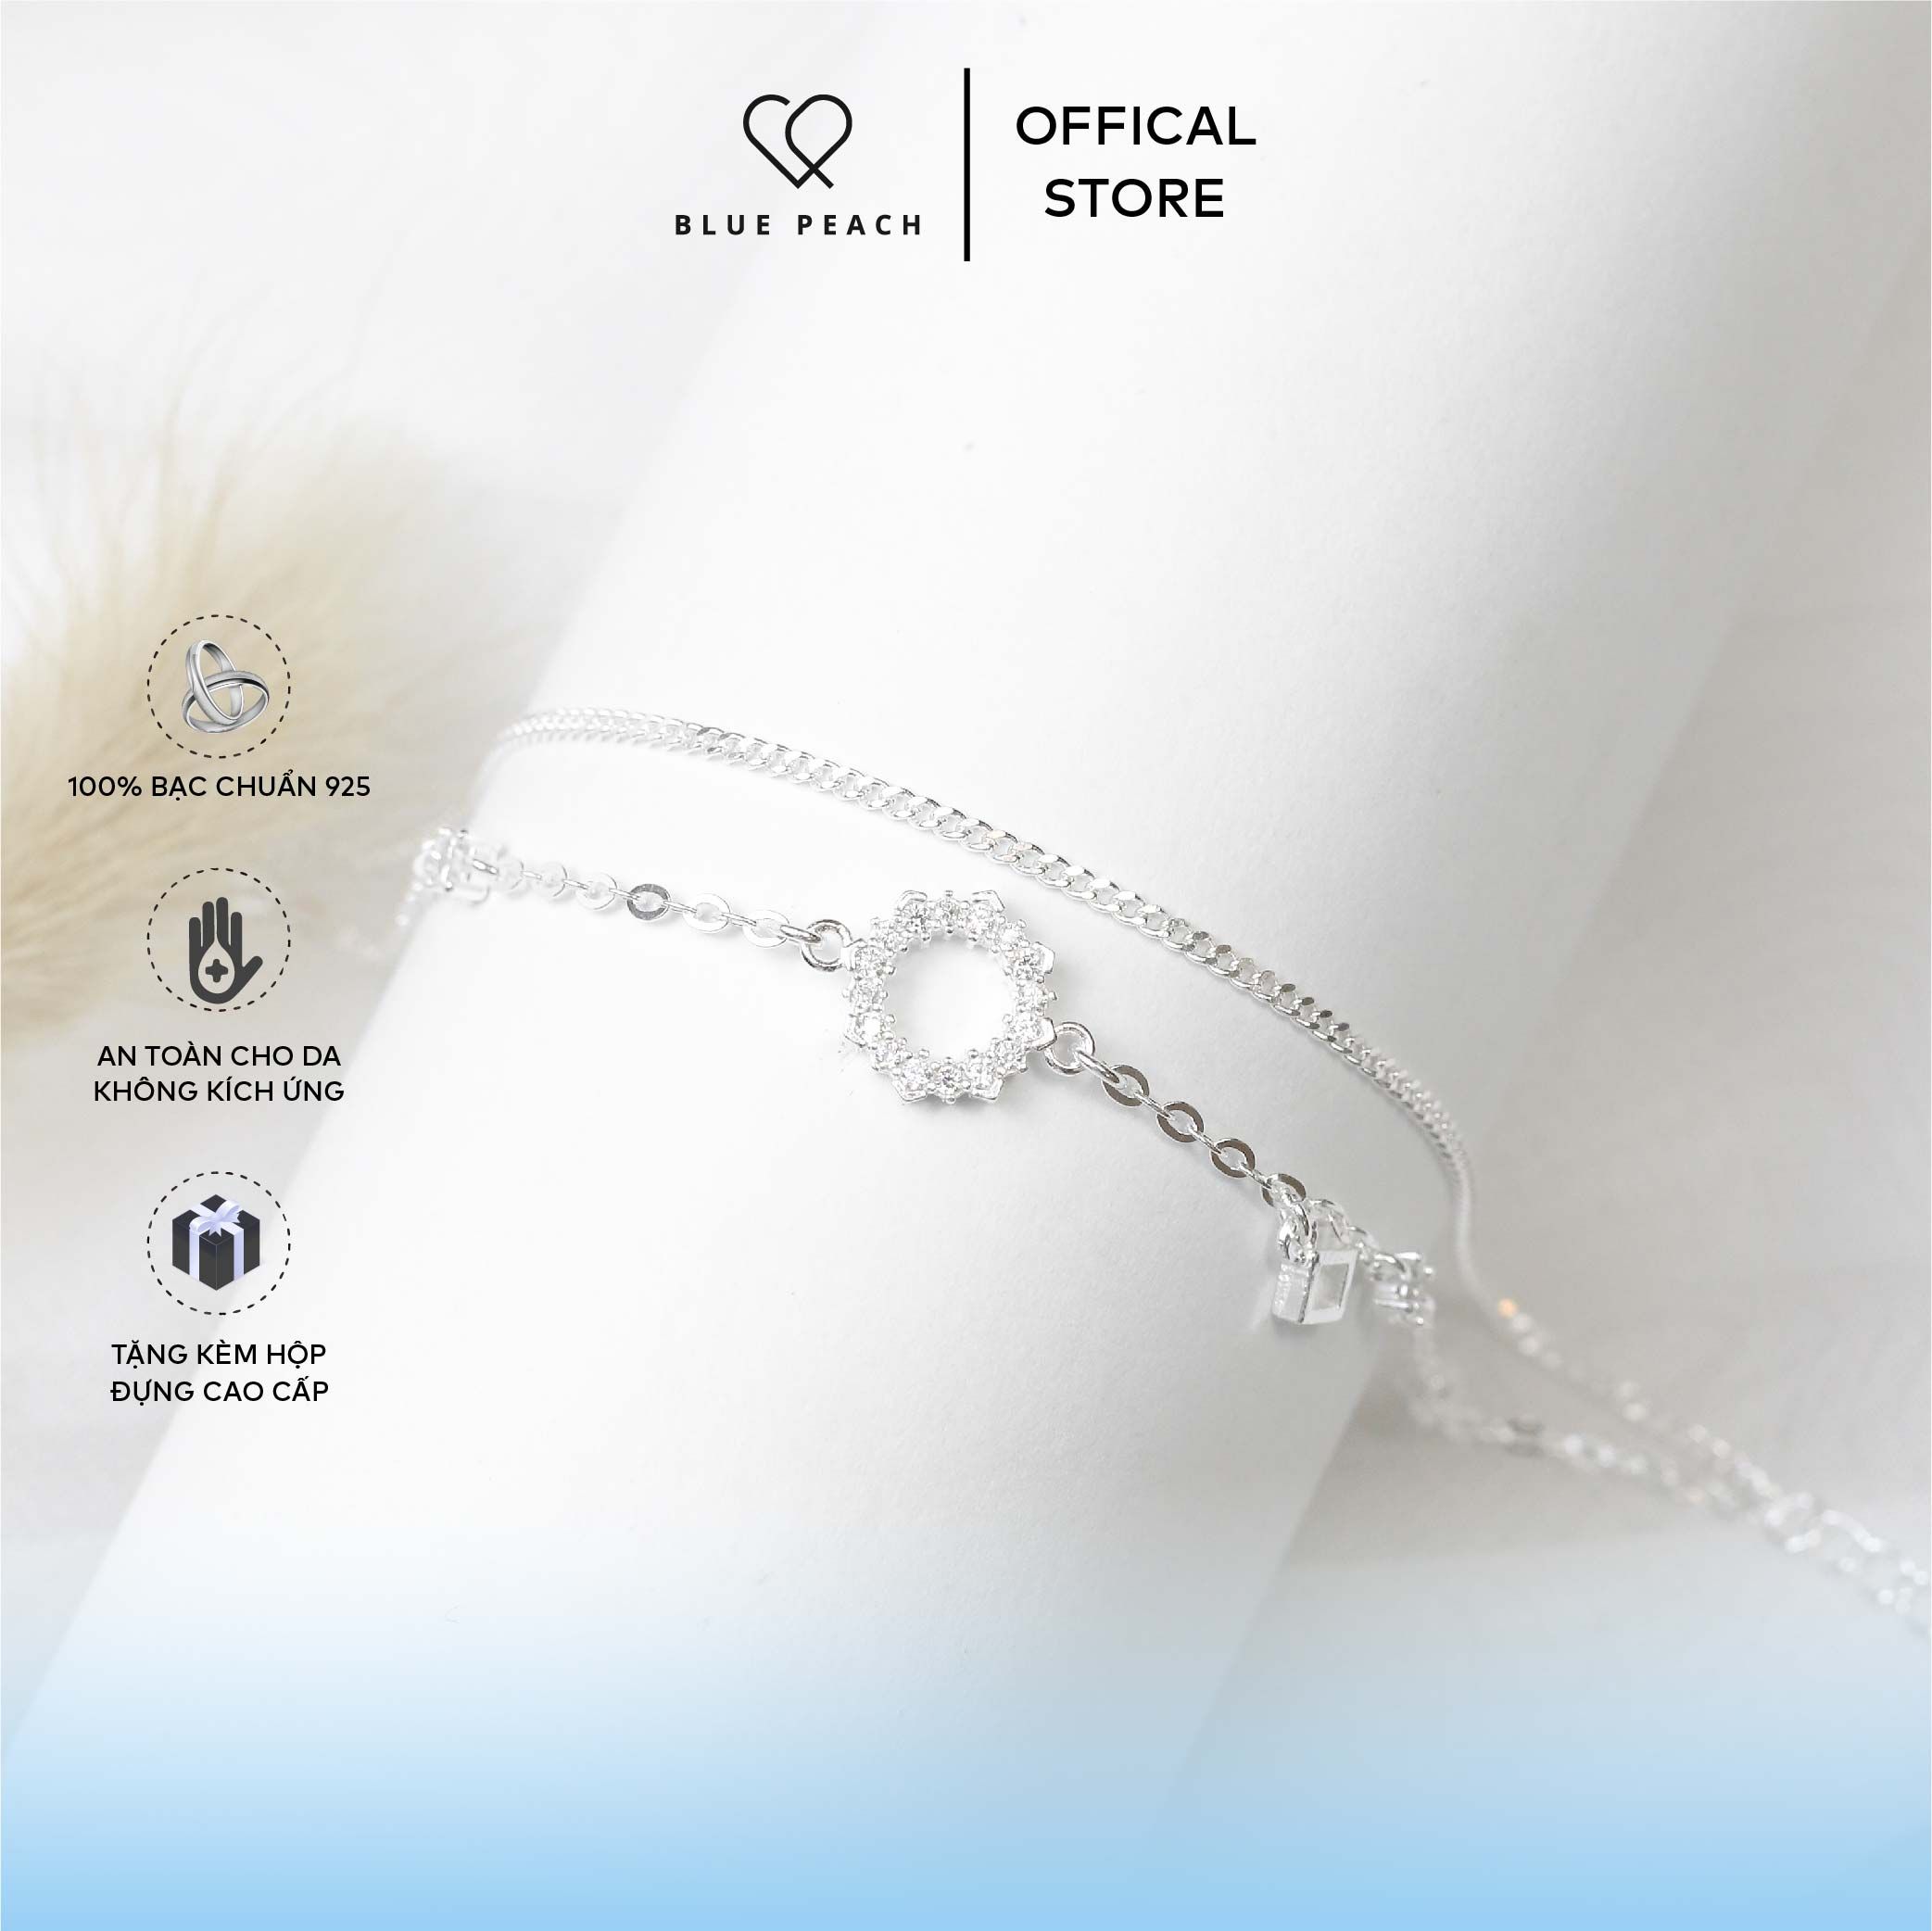 BLUE PEACH
OFFICAL
STORE
100% BẠC CHUẨN 925
AN TOÀN CHO DA
KHÔNG KÍCH ỨNG
TẶNG KÈM HỘP
ĐỰNG CAO CẤP